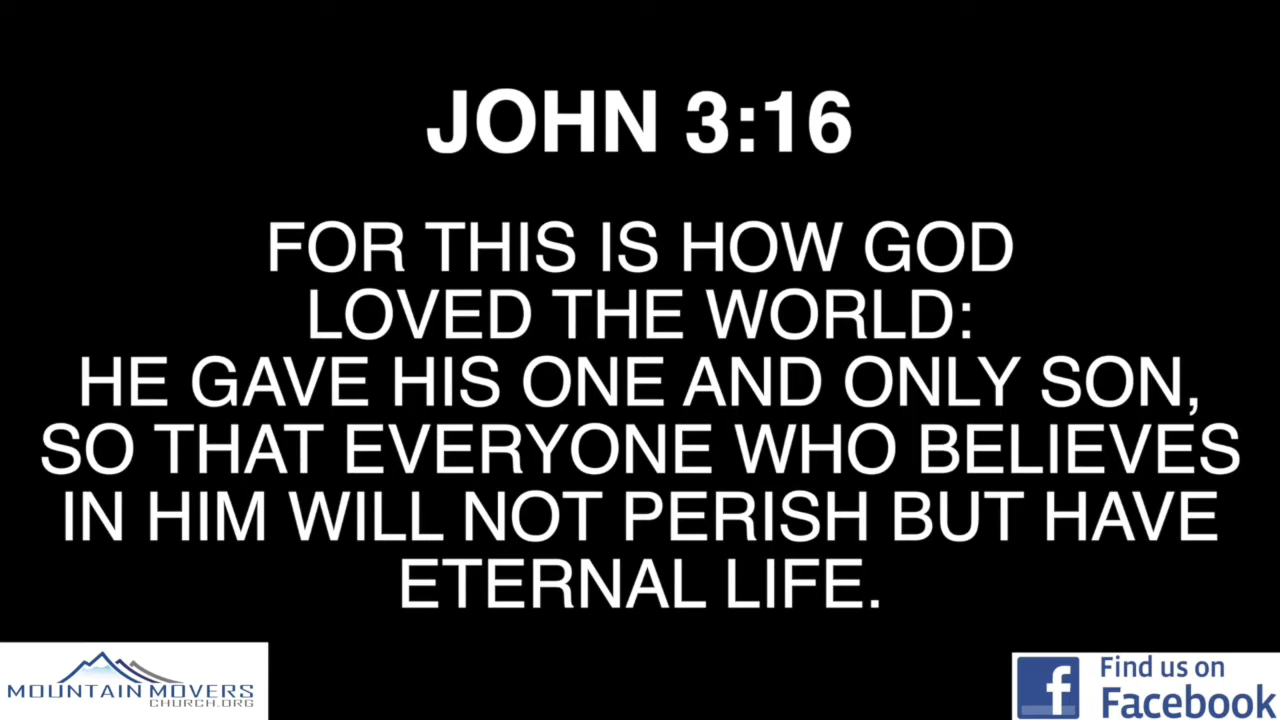 JOHN 3:16
FOR THIS IS HOW GOD
LOVED THE WORLD:
HE GAVE HIS ONE AND ONLY SON,
SO THAT EVERYONE WHO BELIEVES
IN HIM WILL NOT PERISH BUT HAVE
ETERNAL LIFE.
MOUNTAIN MOVERS
CHURCH.ORG
f
Find us on
Facebook